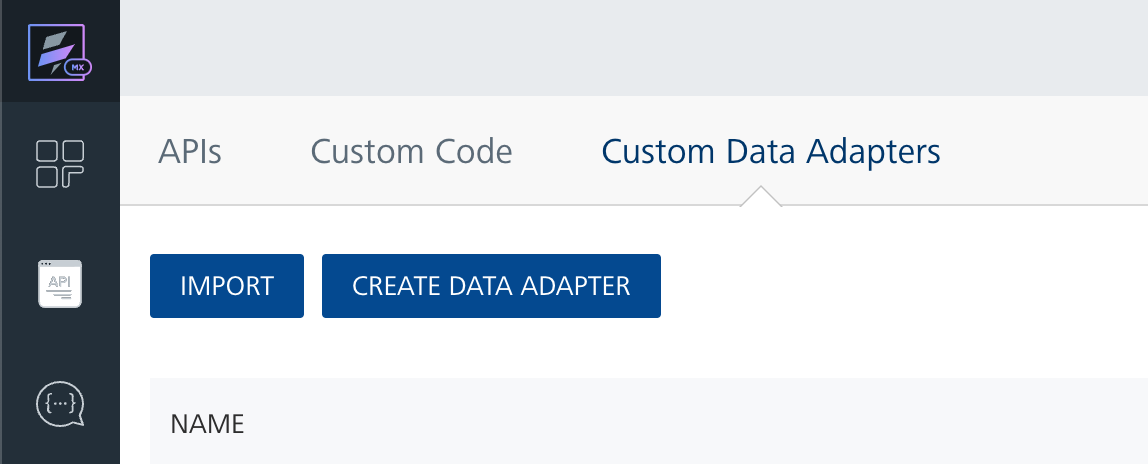 MX
APIs Custom Code Custom Data Adapters
IMPORT CREATE DATA ADAPTER
API
{...}
NAME